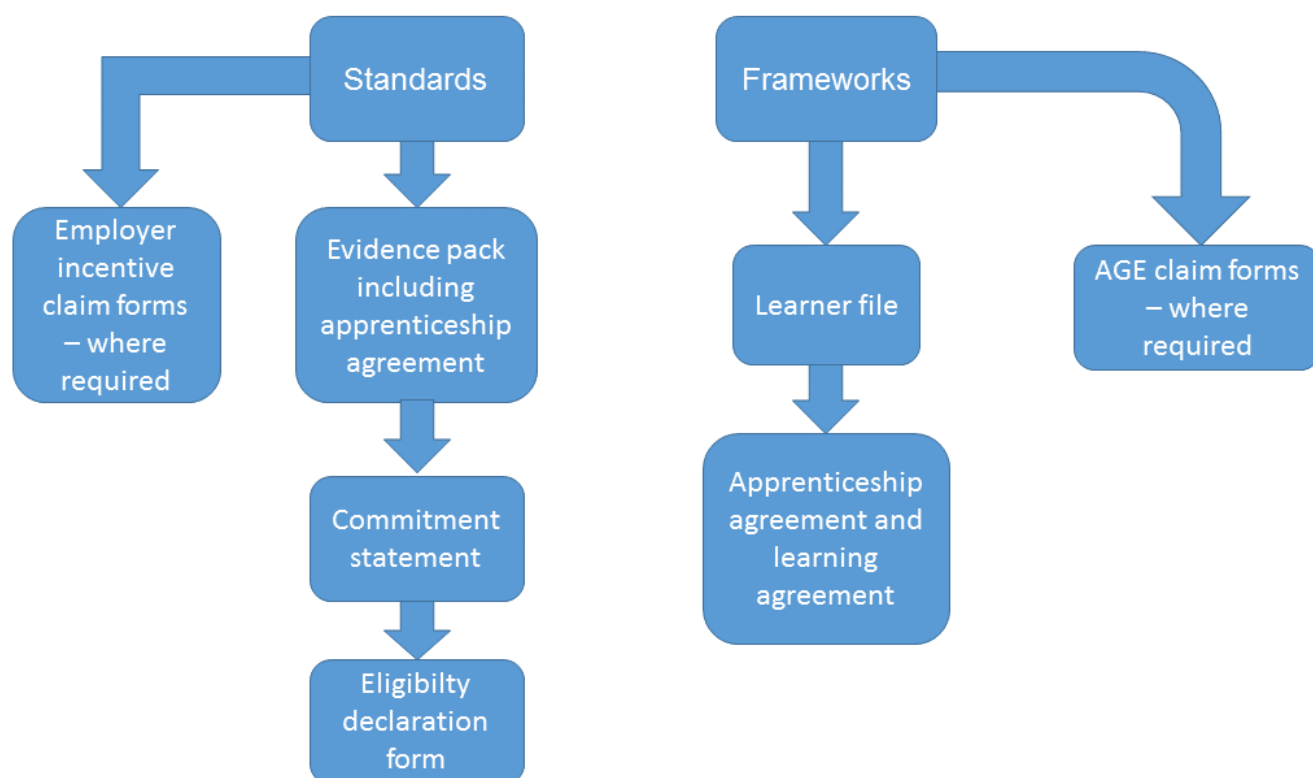 Standards
Employer
incentive
claim forms
– where
required
Evidence pack
including
apprenticeship
agreement
Commitment
statement
Eligibilty
declaration
form
Frameworks
Learner file
Apprenticeship
agreement and
learning
agreement
AGE claim forms
– where
required